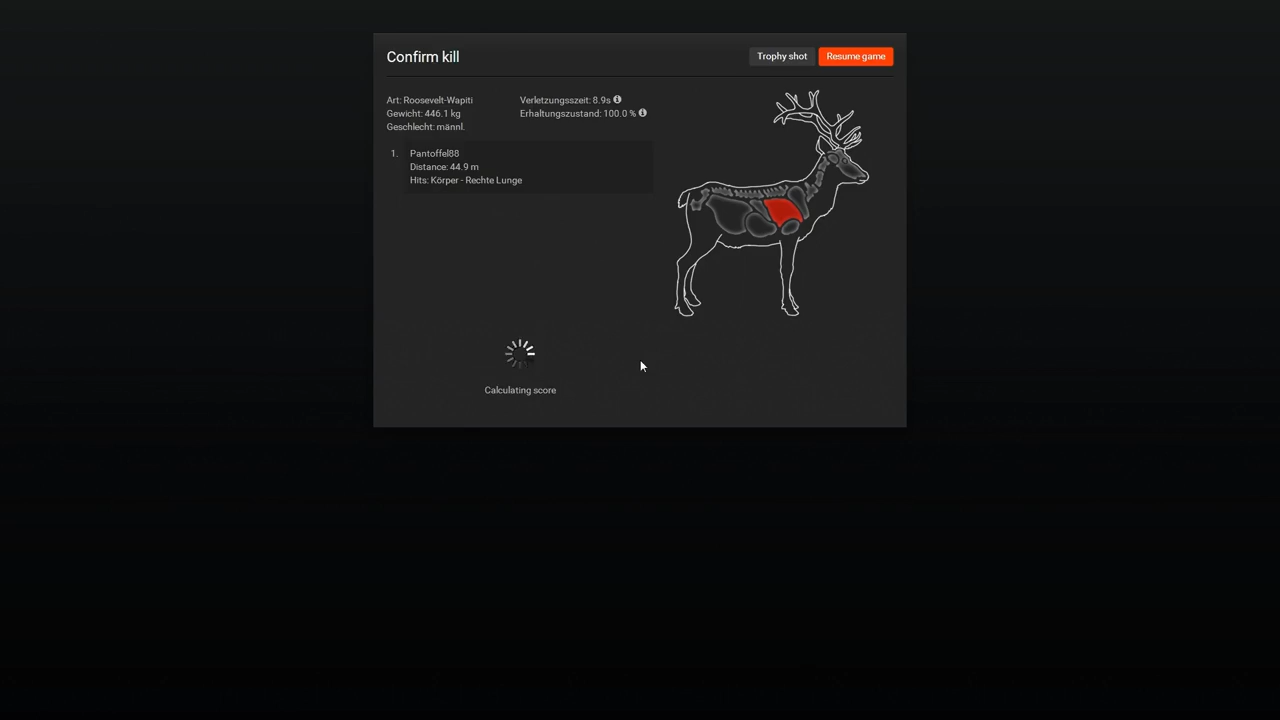 Confirm kill
Trophy shot
Resume game
Art: Roosevelt-Wapiti
Gewicht: 446.1 kg
Geschlecht: männl.
Verletzungsszeit: 8.9s
Erhaltungszustand: 100.0 %
1. Pantoffel88
Distance: 44.9 m
Hits: Körper - Rechte Lunge
Calculating score